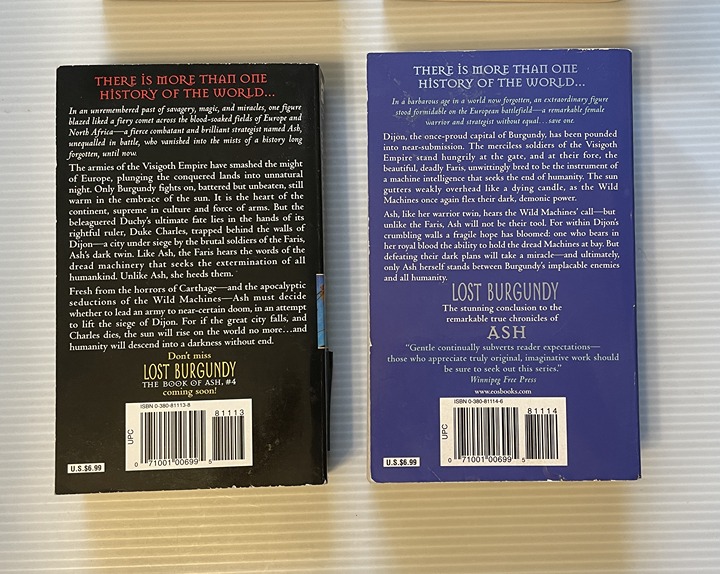 THERE IS MORE THAN ONE
HISTORY OF THE WORLD...
In an unremembered past of savagery, magic, and miracles, one figure
blazed like a fiery comet across the blood-soaked fields of Europe and
North Africa—a fierce combatant and brilliant strategist named Ash,
unequalled in battle, who vanished into the mists of a history long
forgotten, until now.
The armies of the Visigoth Empire have smashed the might
of Europe, plunging the conquered lands into unnatural
night. Only Burgundy fights on, battered but unbeaten, still
warm in the embrace of the sun. It is the heart of the
continent, supreme in culture and force of arms. But the
beleaguered Duchy's ultimate fate lies in the hands of its
rightful ruler, Duke Charles, trapped behind the walls of
Dijon—a city under siege by the brutal soldiers of the Faris,
Ash's dark twin. Like Ash, the Faris hears the words of the
dread machinery that seeks the extermination of all
humankind. Unlike Ash, she heeds them.
Fresh from the horrors of Carthage—and the apocalyptic
seductions of the Wild Machines—Ash must decide
whether to lead an army to near-certain doom, in an attempt
to lift the siege of Dijon. For if the great city falls, and
Charles dies, the sun will rise on the world no more...and
humanity will descend into a darkness without end.
Don't miss
LOST BURGUNDY
THE BOOK OF ASH, #4
coming soon!
ISBN 0-380-81113-8
81113
UPC
0 71001 00699 5
U.S.$6.99
THERE IS MORE THAN ONE
HISTORY OF THE WORLD...
In a barbarous age in a world now forgotten, an extraordinary figure
stood formidable on the European battlefield—a remarkable female
warrior and strategist without equal...save one.
Dijon, the once-proud capital of Burgundy, has been pounded
into near-submission. The merciless soldiers of the Visigoth
Empire stand hungrily at the gate, and at their fore, the
beautiful, deadly Faris, unwittingly bred to be the instrument of
a machine intelligence that seeks the end of humanity. The sun
gutters weakly overhead like a dying candle, as the Wild
Machines once again flex their dark, demonic power.
Ash, like her warrior twin, hears the Wild Machines' call—but
unlike the Faris, Ash will not be their tool. For within Dijon's
crumbling walls a fragile hope has bloomed: one who bears in
her royal blood the ability to hold the dread Machines at bay. But
defeating their dark plans will take a miracle—and ultimately,
only Ash herself stands between Burgundy's implacable enemies
and all humanity.
LOST BURGUNDY
The stunning conclusion to the
remarkable true chronicles of
ASH
"Gentle continually subverts reader expectations—
those who appreciate truly original, imaginative work should
be sure to seek out this series."
Winnipeg Free Press
www.eosbooks.com
ISBN 0-380-81114-6
81114
UPC
0 71001 00699 5
U.S.$6.99